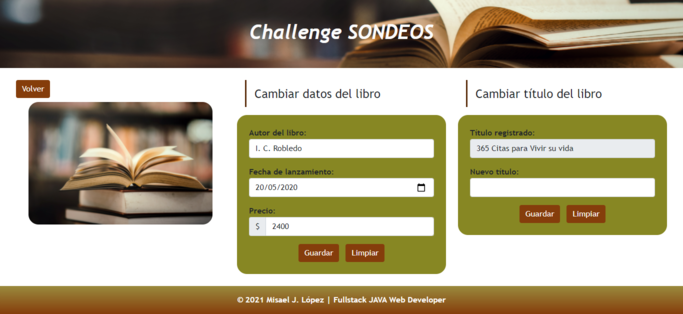 Challenge SONDEOS
Volver
Cambiar datos del libro
Autor del libro:
I. C. Robledo
Fecha de lanzamiento:
20/05/2020
Precio:
$ 2400
Guardar Limpiar
Cambiar título del libro
Título registrado:
365 Citas para Vivir su vida
Nuevo título:
Guardar Limpiar
© 2021 Misael J. López | Fullstack JAVA Web Developer